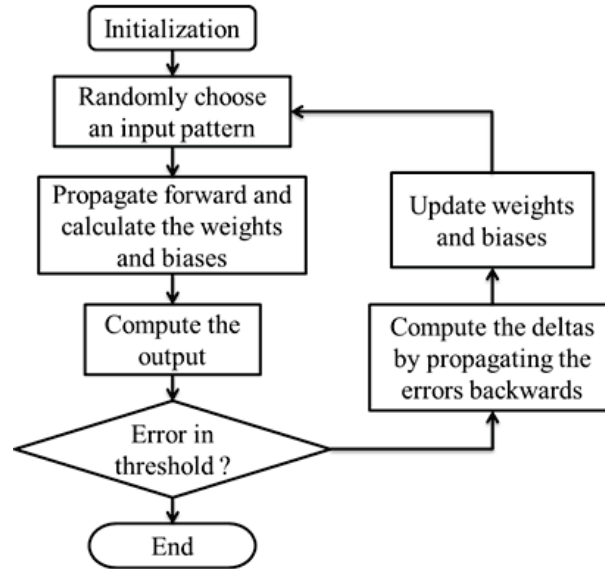 Initialization
Randomly choose
an input pattern
Propagate forward and
calculate the weights
and biases
Compute the
output
Error in
threshold ?
End
Compute the deltas
by propagating the
errors backwards
Update weights
and biases